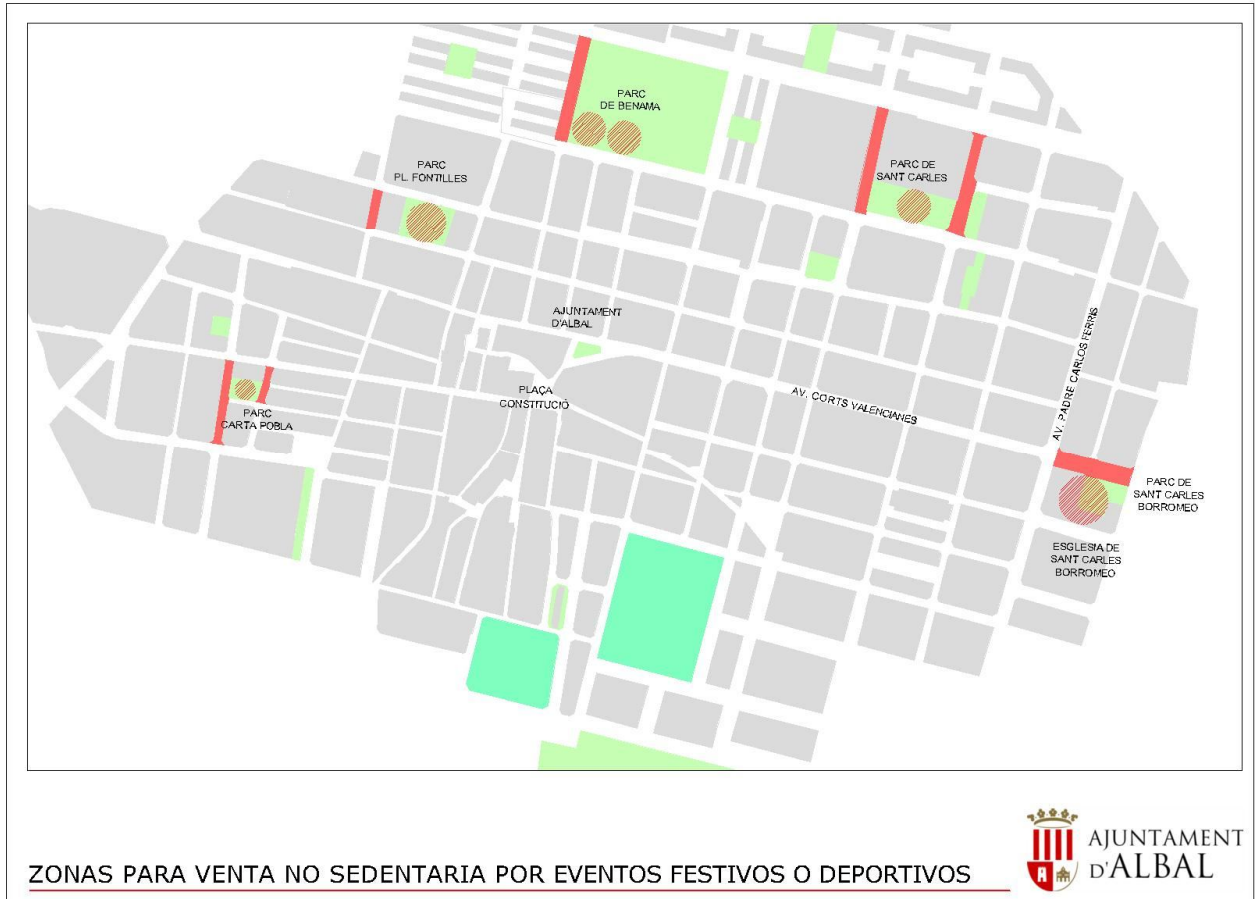 PARC
DE BENAMA
PARC
PL. FONTILLES
PARC DE
SANT CARLES
AJUNTAMENT
D'ALBAL
PLAÇA
CONSTITUCIÓ
AV. CORTS VALENCIANES
AV. PADRE CARLOS FERRIS
PARC
CARTA POBLA
PARC DE
SANT CARLES
BORROMEO
ESGLESIA DE
SANT CARLES
BORROMEO
ZONAS PARA VENTA NO SEDENTARIA POR EVENTOS FESTIVOS O DEPORTIVOS
AJUNTAMENT
D'ALBAL